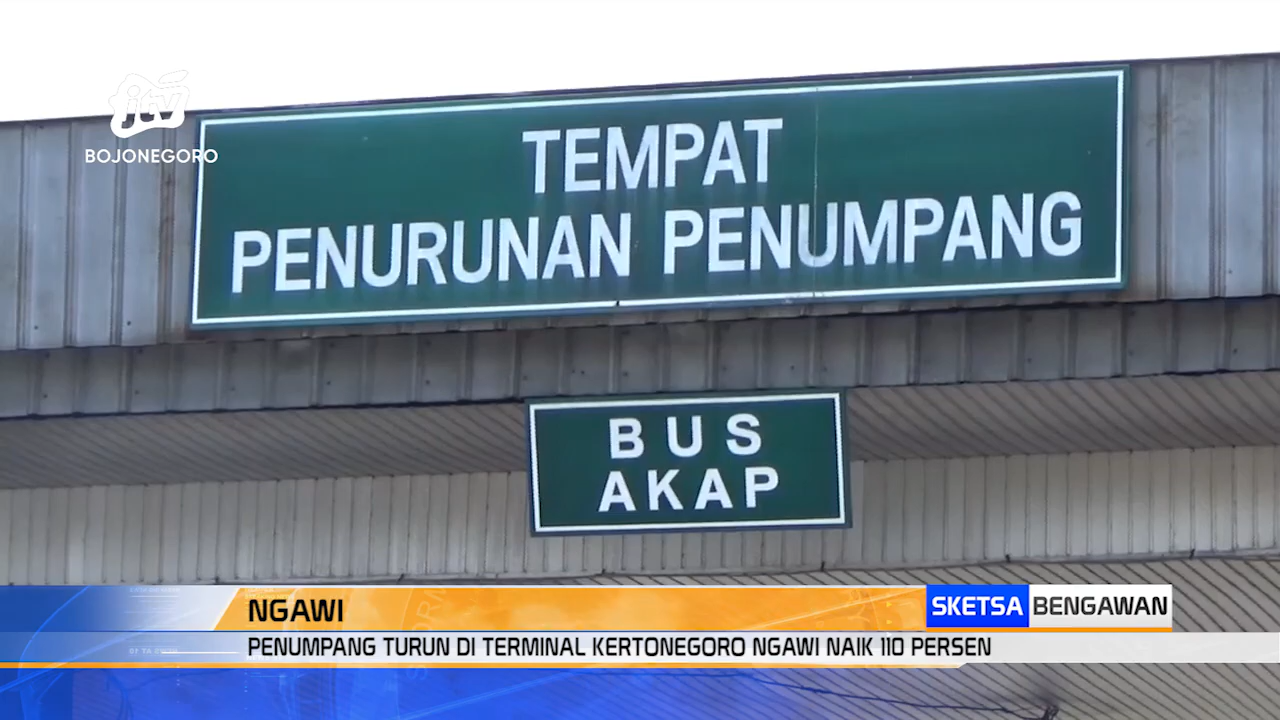 jtv
BOJONEGORO
TEMPAT
PENURUNAN PENUMPANG
BUS
AKAP
NGAWI
SKETSA BENGAWAN
PENUMPANG TURUN DI TERMINAL KERTONEGORO NGAWI NAIK 110 PERSEN